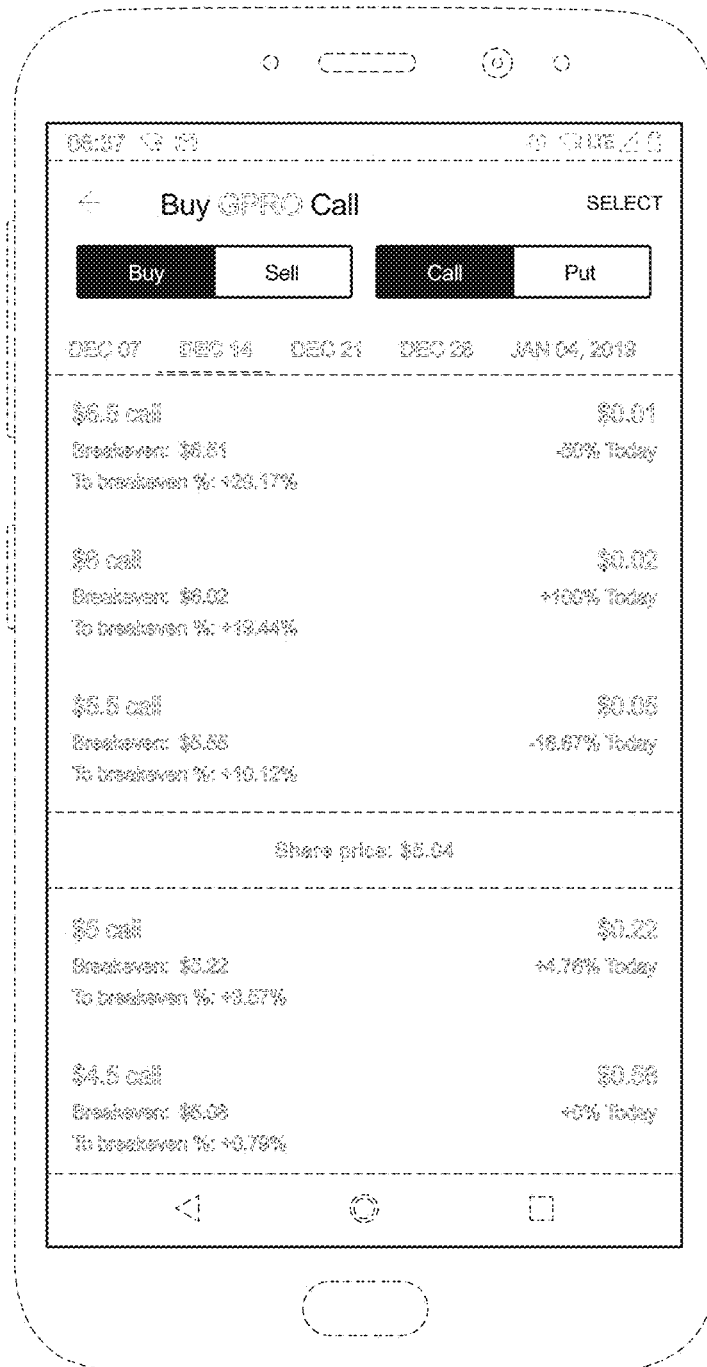 08:37 LTE
Buy GPRO Call SELECT
Buy Sell Call Put
DEC 07 DEC 14 DEC 21 DEC 28 JAN 04, 2019
$6.5 call $0.01
Breakeven: $6.51 -50% Today
To breakeven %: +29.17%
$6 call $0.02
Breakeven: $6.02 +100% Today
To breakeven %: +19.44%
$5.5 call $0.05
Breakeven: $5.55 -16.67% Today
To breakeven %: +10.12%
Share price: $5.04
$5 call $0.22
Breakeven: $5.22 +4.76% Today
To breakeven %: +3.57%
$4.5 call $0.58
Breakeven: $5.08 +0% Today
To breakeven %: +0.79%